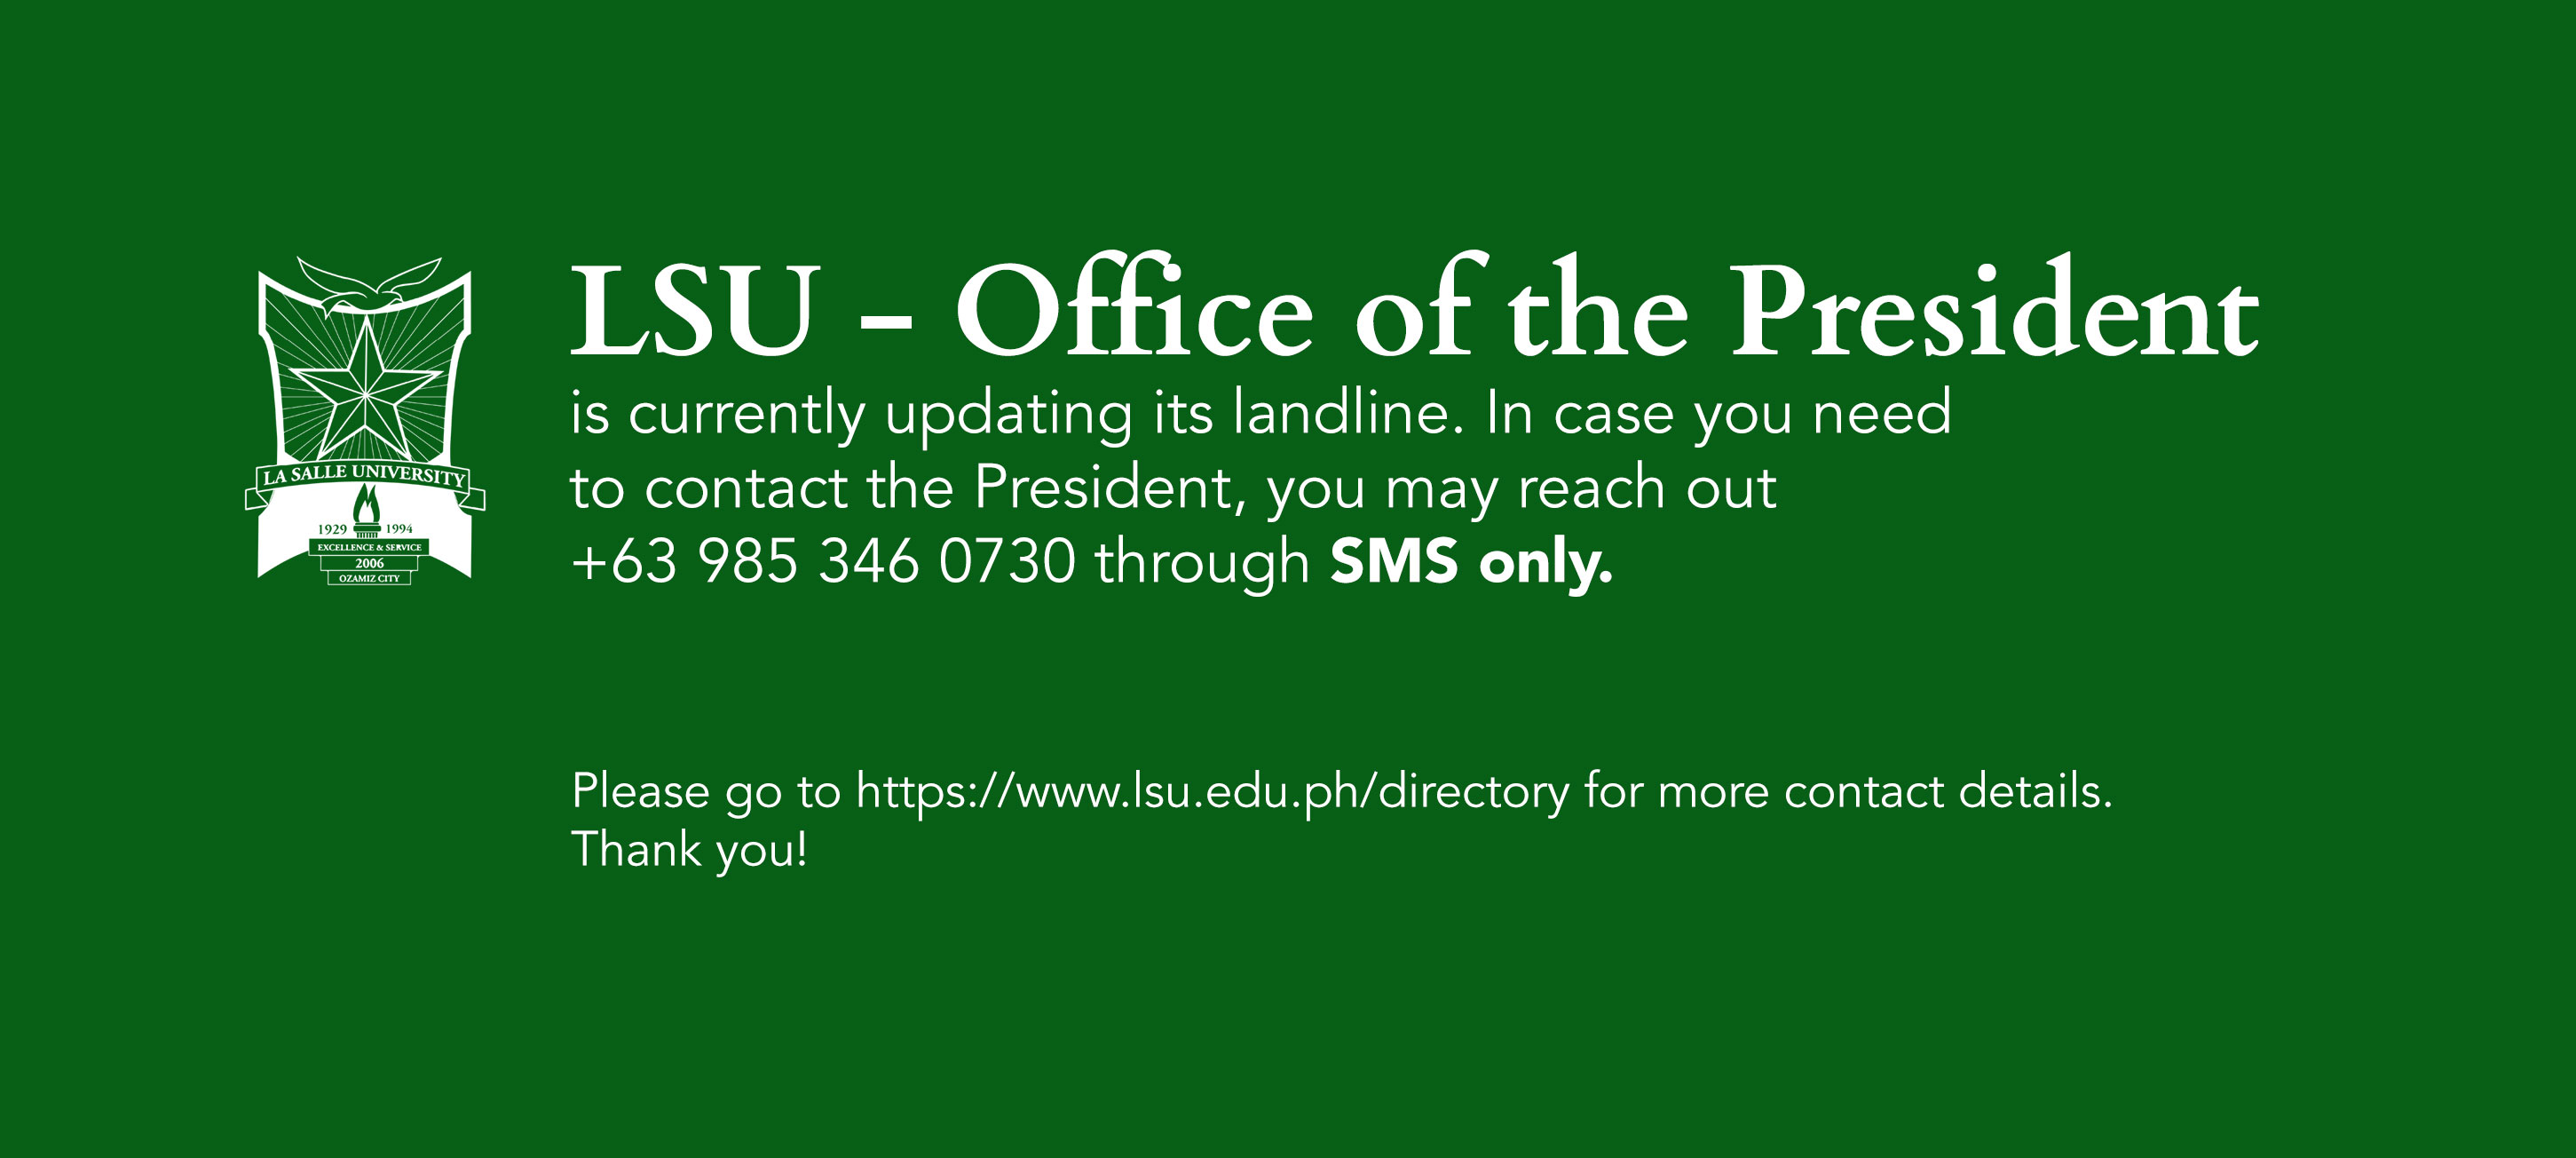 LSU - Office of the President
is currently updating its landline. In case you need
to contact the President, you may reach out
+63 985 346 0730 through SMS only.
LA SALLE UNIVERSITY
1929 1994
EXCELLENCE & SERVICE
2006
OZAMIZ CITY
Please go to https://www.lsu.edu.ph/directory for more contact details.
Thank you!